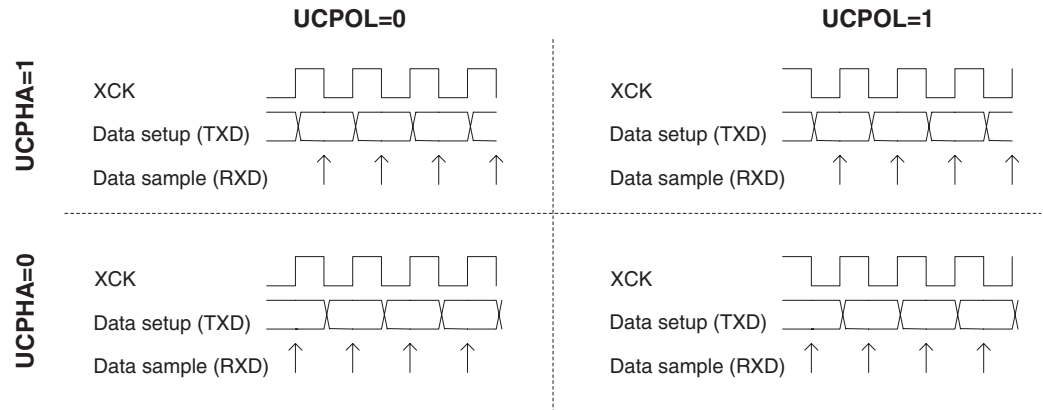 UCPOL=0
UCPOL=1
UCPHA=1
XCK
Data setup (TXD)
Data sample (RXD)
XCK
Data setup (TXD)
Data sample (RXD)
UCPHA=0
XCK
Data setup (TXD)
Data sample (RXD)
XCK
Data setup (TXD)
Data sample (RXD)